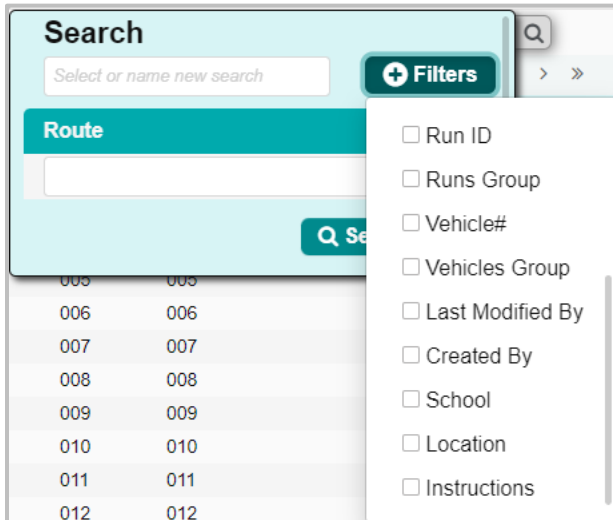 Search
Select or name new search
Filters
Route
Run ID
Runs Group
Vehicle#
Vehicles Group
Last Modified By
Created By
School
Location
Instructions
Se
005 005
006 006
007 007
008 008
009 009
010 010
011 011
012 012